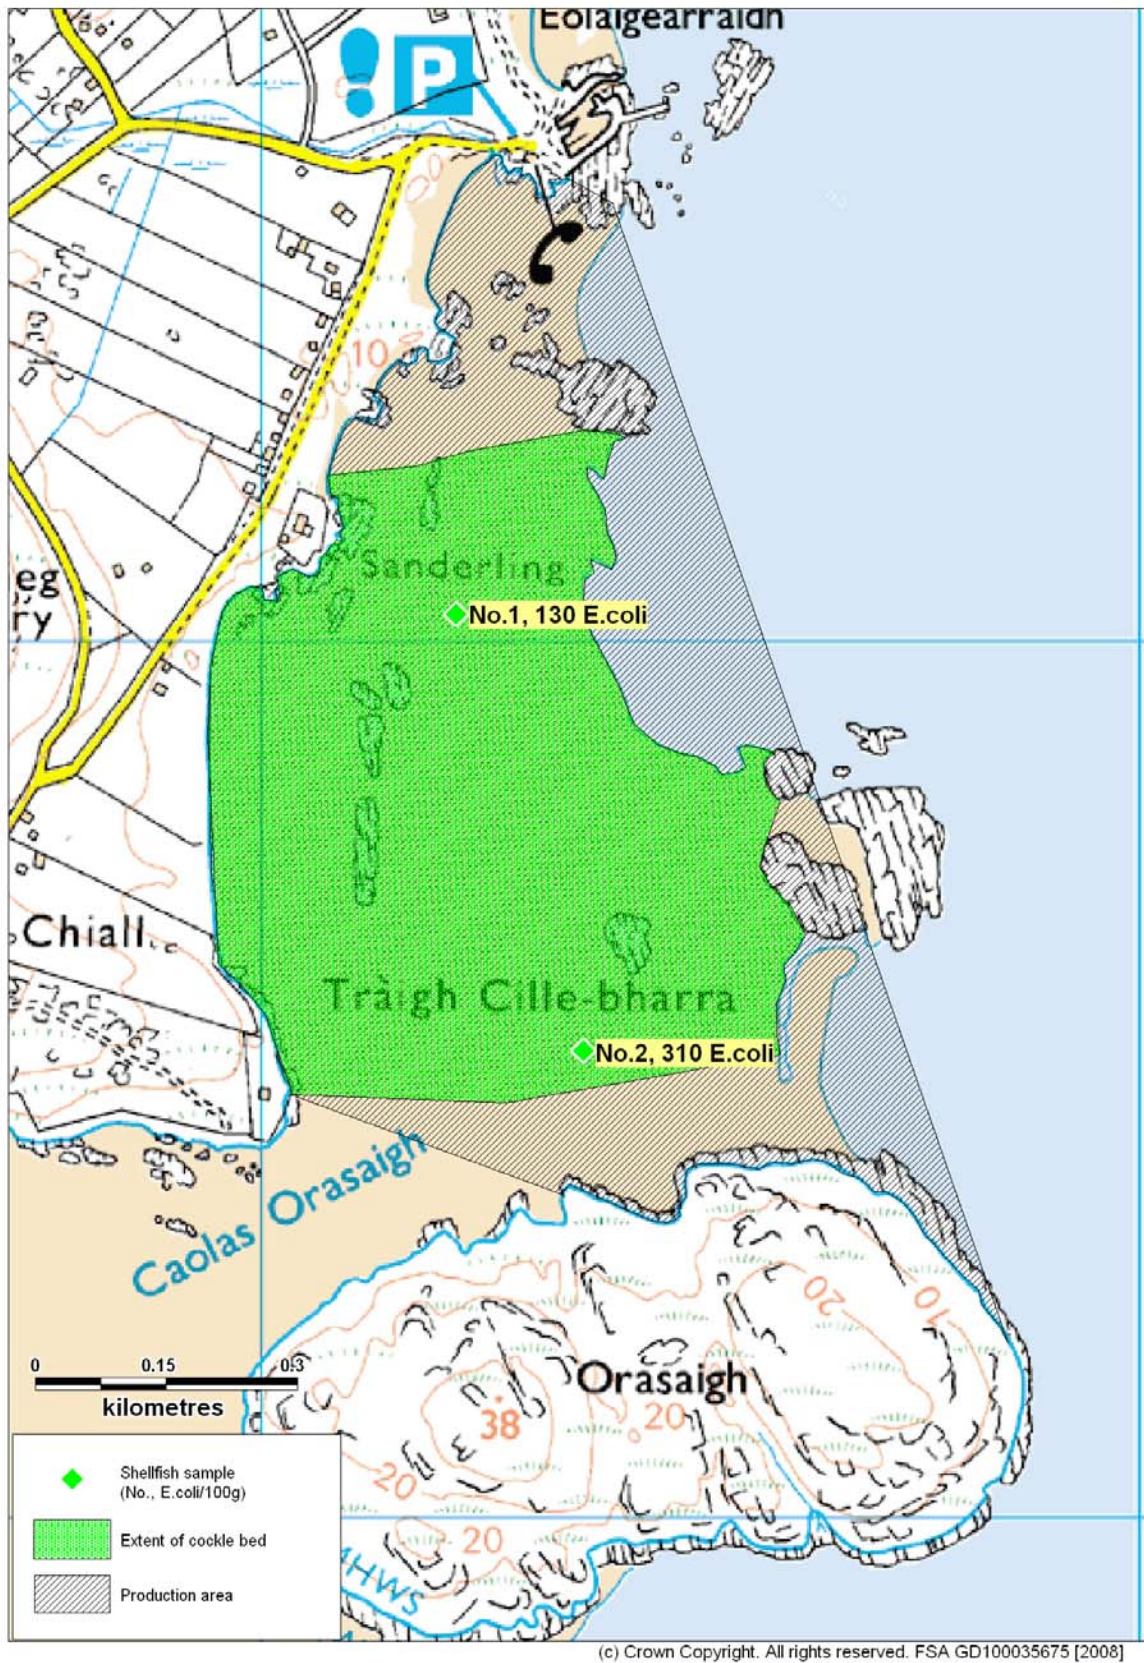 Eolaigearraidh
P
10
Sanderling
eg
ry
No.1, 130 E.coli
Chiall
Tràigh Cille-bharra
No.2, 310 E.coli
Caolas Orasaigh
20
10
0 0.15 0.3
kilometres
Orasaigh
38
20
20
20
MHWS
Shellfish sample
(No., E.coli/100g)
Extent of cockle bed
Production area
(c) Crown Copyright. All rights reserved. FSA GD100035675 [2008]